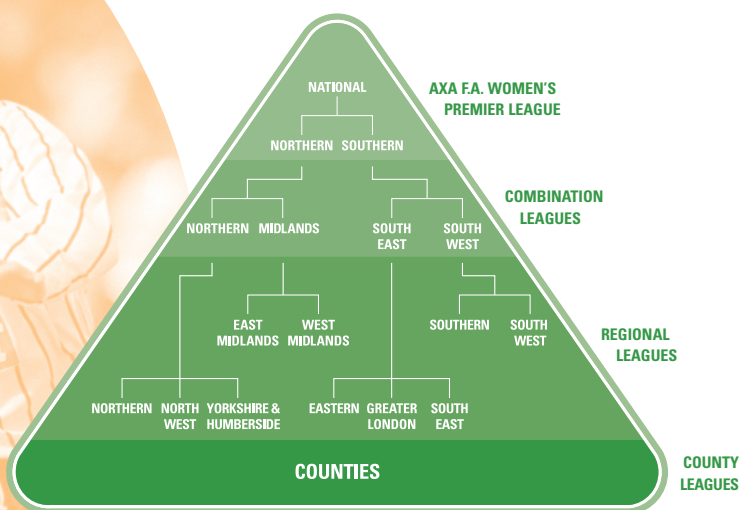 NATIONAL
AXA F.A. WOMEN'S
PREMIER LEAGUE
NORTHERN SOUTHERN
COMBINATION
LEAGUES
NORTHERN MIDLANDS
SOUTH
EAST
SOUTH
WEST
EAST
MIDLANDS
WEST
MIDLANDS
SOUTHERN
SOUTH
WEST
REGIONAL
LEAGUES
NORTHERN
NORTH
WEST
YORKSHIRE &
HUMBERSIDE
EASTERN
GREATER
LONDON
SOUTH
EAST
COUNTIES
COUNTY
LEAGUES